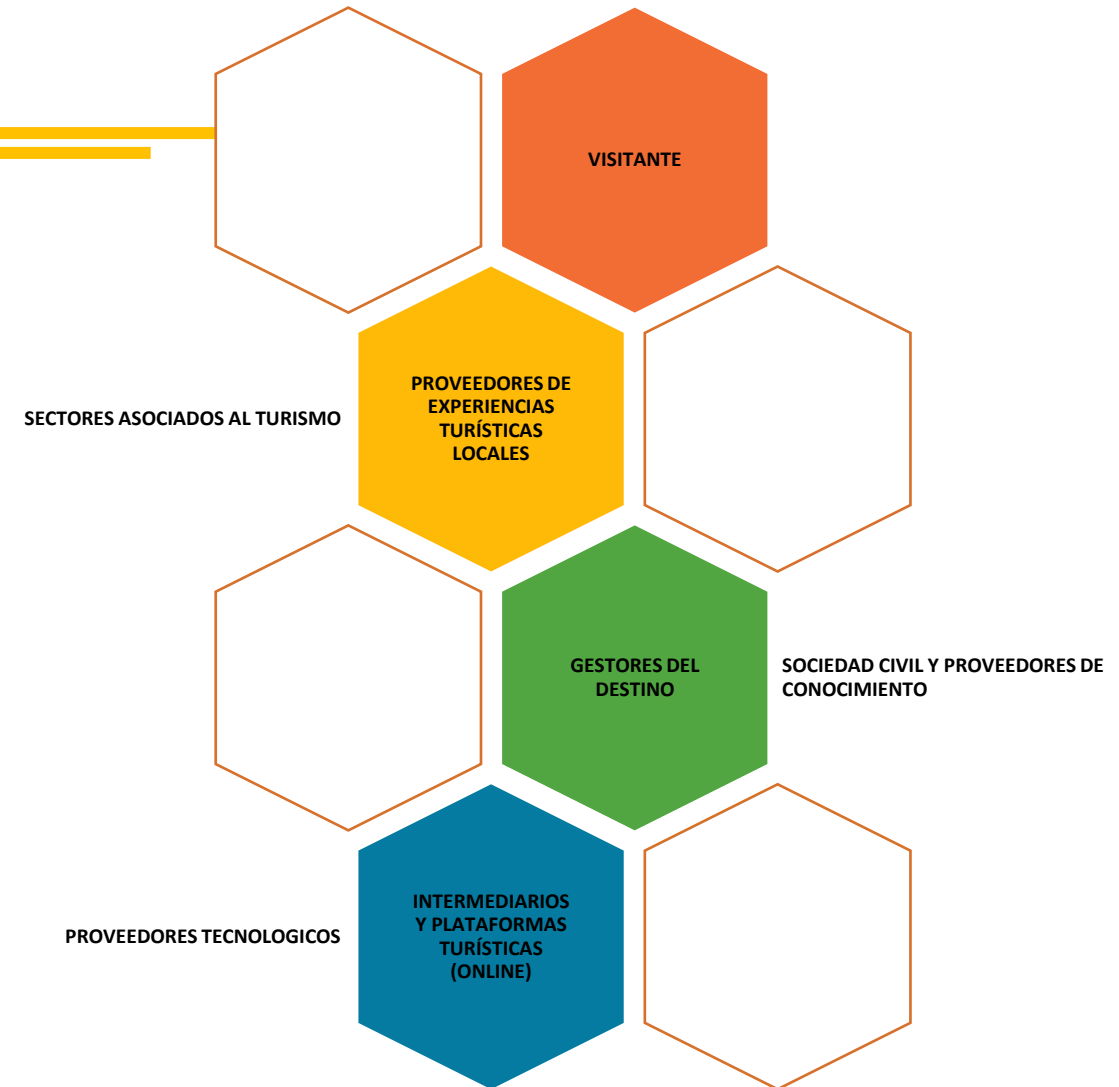 VISITANTE
SECTORES ASOCIADOS AL TURISMO
PROVEEDORES DE
EXPERIENCIAS
TURÍSTICAS
LOCALES
GESTORES DEL
DESTINO
SOCIEDAD CIVIL Y PROVEEDORES DE
CONOCIMIENTO
PROVEEDORES TECNOLOGICOS
INTERMEDIARIOS
Y PLATAFORMAS
TURÍSTICAS
(ONLINE)